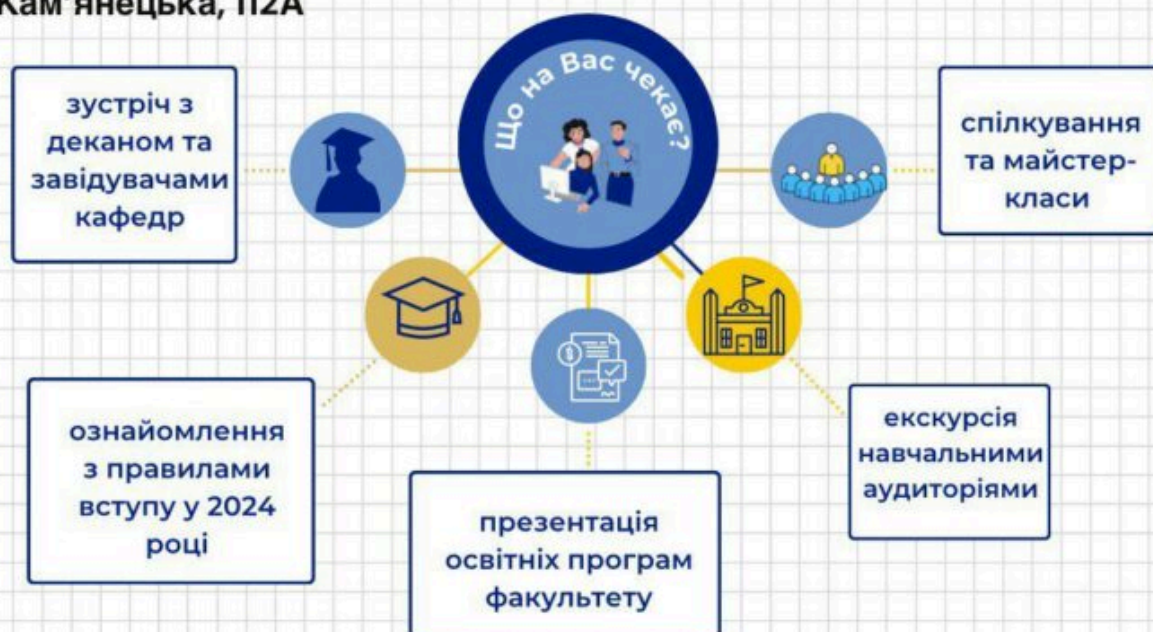 Кам'янецька, 112А
Що на Вас чекає?
зустріч з
деканом та
завідувачами
кафедр
спілкування
та майстер-
класи
ознайомлення
з правилами
вступу у 2024
році
презентація
освітніх програм
факультету
екскурсія
навчальними
аудиторіями